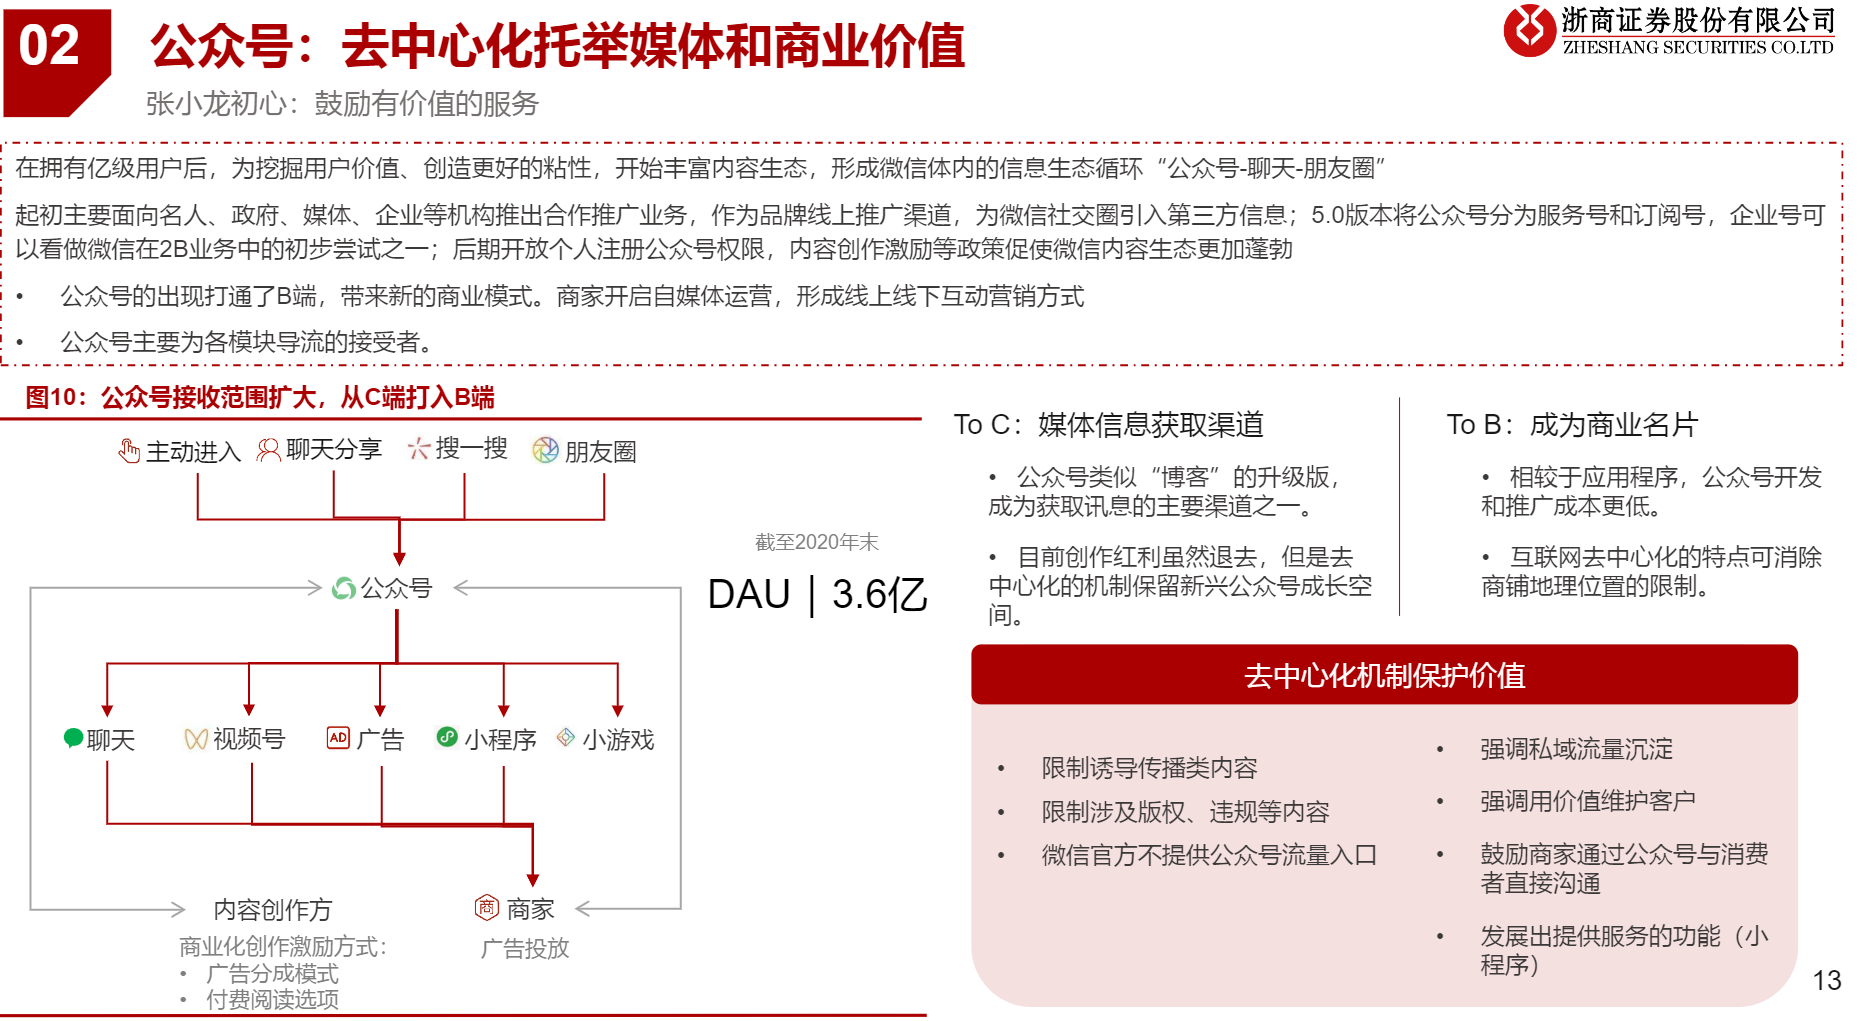 02
公众号：去中心化托举媒体和商业价值
浙商证券股份有限公司
ZHESHANG SECURITIES CO.LTD
张小龙初心：鼓励有价值的服务
在拥有亿级用户后，为挖掘用户价值、创造更好的粘性，开始丰富内容生态，形成微信体内的信息生态循环“公众号-聊天-朋友圈”
起初主要面向名人、政府、媒体、企业等机构推出合作推广业务，作为品牌线上推广渠道，为微信社交圈引入第三方信息；5.0版本将公众号分为服务号和订阅号，企业号可
以看做微信在2B业务中的初步尝试之一；后期开放个人注册公众号权限，内容创作激励等政策促使微信内容生态更加蓬勃
• 公众号的出现打通了B端，带来新的商业模式。商家开启自媒体运营，形成线上线下互动营销方式
• 公众号主要为各模块导流的接受者。
图10：公众号接收范围扩大，从C端打入B端
主动进入
聊天分享
搜一搜
朋友圈
公众号
截至2020年末
DAU｜3.6亿
聊天
视频号
AD
广告
小程序
小游戏
内容创作方
商
商家
商业化创作激励方式：
• 广告分成模式
• 付费阅读选项
广告投放
To C：媒体信息获取渠道
• 公众号类似“博客”的升级版，
成为获取讯息的主要渠道之一。
• 目前创作红利虽然退去，但是去
中心化的机制保留新兴公众号成长空
间。
To B：成为商业名片
• 相较于应用程序，公众号开发
和推广成本更低。
• 互联网去中心化的特点可消除
商铺地理位置的限制。
去中心化机制保护价值
• 限制诱导传播类内容
• 限制涉及版权、违规等内容
• 微信官方不提供公众号流量入口
• 强调私域流量沉淀
• 强调用价值维护客户
• 鼓励商家通过公众号与消费
者直接沟通
• 发展出提供服务的功能（小
程序）
13